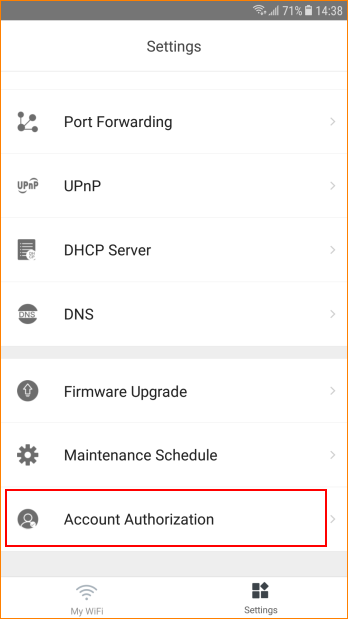 71% 14:38
Settings
Port Forwarding
UPnP UPnP
DHCP Server
DNS DNS
Firmware Upgrade
Maintenance Schedule
Account Authorization
My WiFi Settings